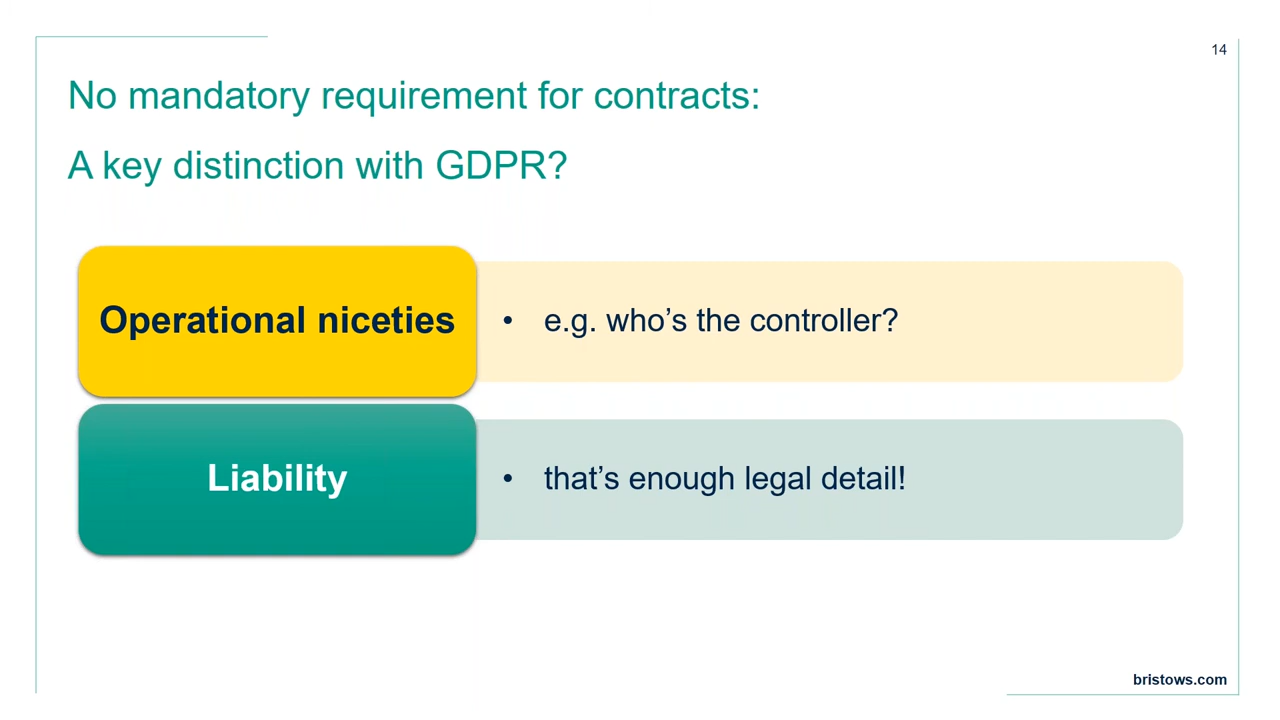 14
No mandatory requirement for contracts:
A key distinction with GDPR?
Operational niceties
• e.g. who’s the controller?
Liability
• that’s enough legal detail!
bristows.com